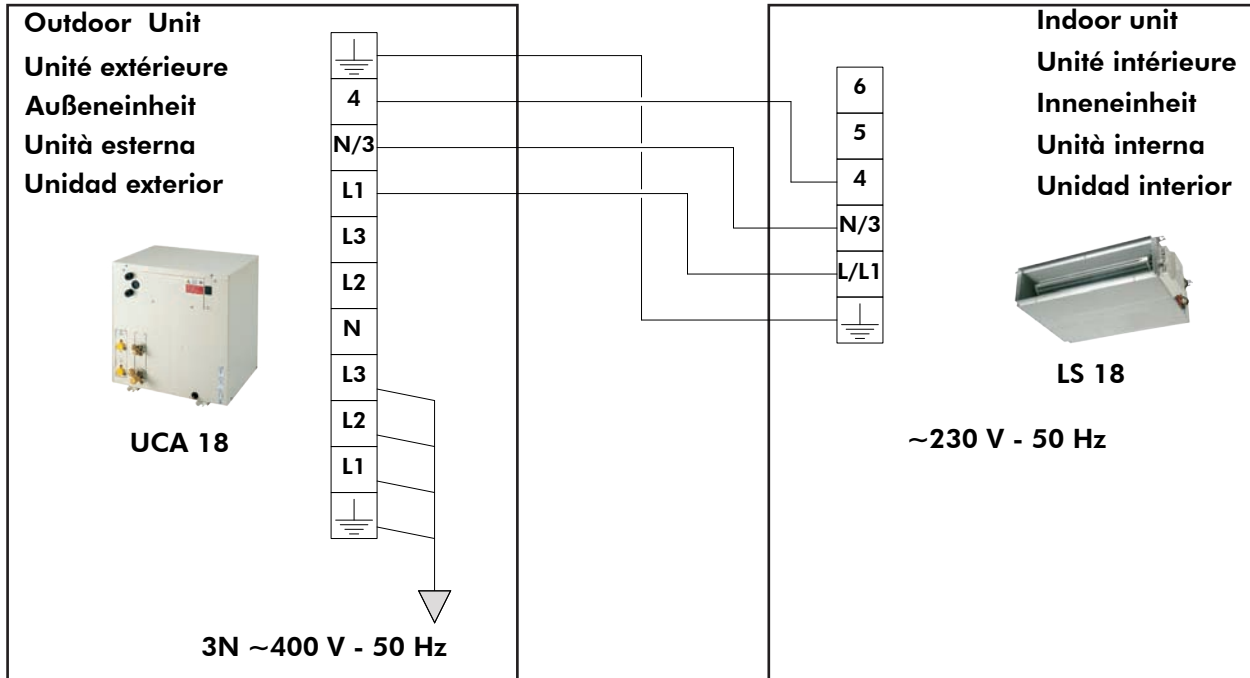 Outdoor Unit
Unité extérieure
Außeneinheit
Unità esterna
Unidad exterior
4
N/3
L1
L3
L2
N
L3
L2
L1
UCA 18
3N ~400 V - 50 Hz
Indoor unit
Unité intérieure
Inneneinheit
Unità interna
Unidad interior
6
5
4
N/3
L/L1
LS 18
~230 V - 50 Hz